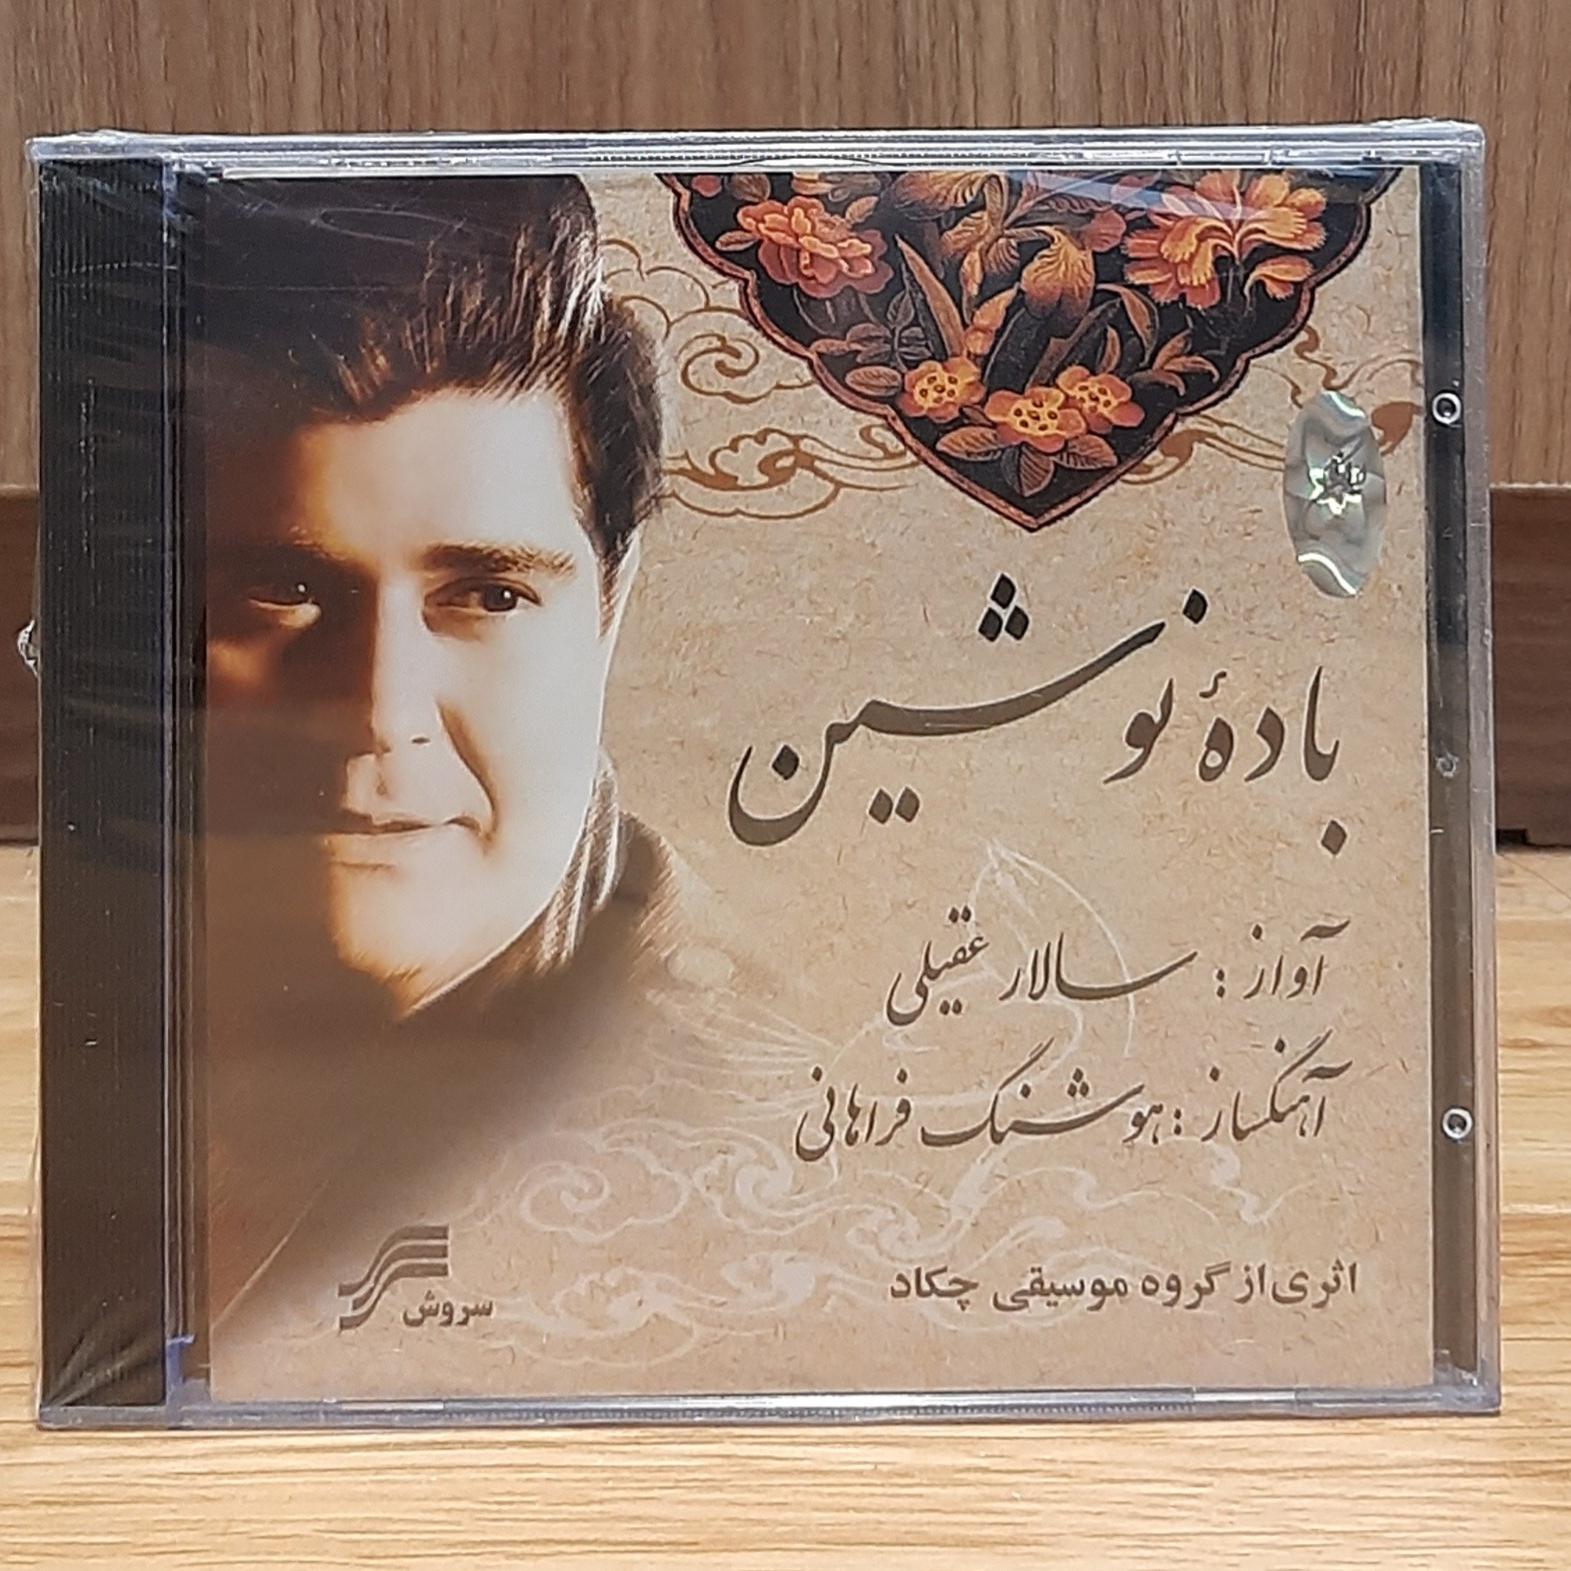 بادهٔ نوشین
آواز : سالار عقیلی
آهنگساز : هوشنگ فراهانی
اثری از گروه موسیقی چکاد
سروش